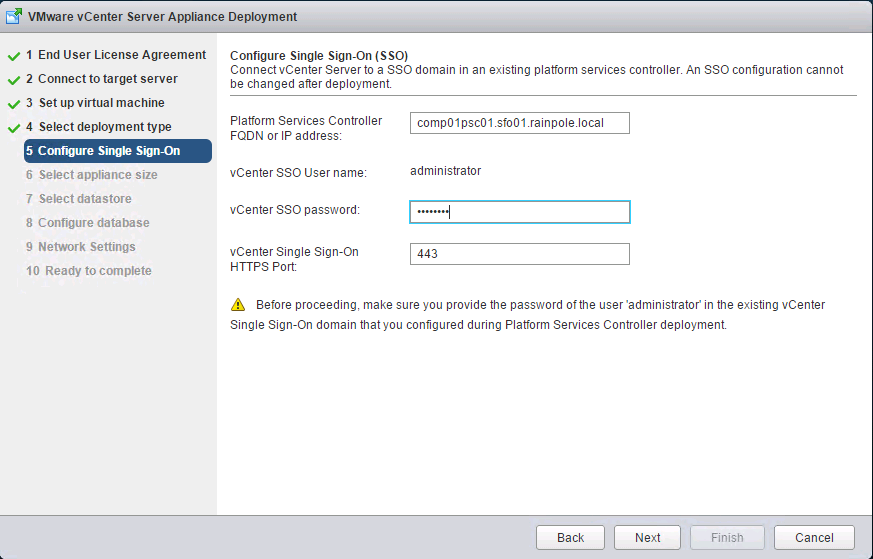 VMware vCenter Server Appliance Deployment
1 End User License Agreement
2 Connect to target server
3 Set up virtual machine
4 Select deployment type
5 Configure Single Sign-On
6 Select appliance size
7 Select datastore
8 Configure database
9 Network Settings
10 Ready to complete
Configure Single Sign-On (SSO)
Connect vCenter Server to a SSO domain in an existing platform services controller. An SSO configuration cannot
be changed after deployment.
Platform Services Controller
FQDN or IP address:
comp01psc01.sfo01.rainpole.local
vCenter SSO User name:
administrator
vCenter SSO password:
••••••••
vCenter Single Sign-On
HTTPS Port:
443
Before proceeding, make sure you provide the password of the user 'administrator' in the existing vCenter
Single Sign-On domain that you configured during Platform Services Controller deployment.
Back
Next
Finish
Cancel